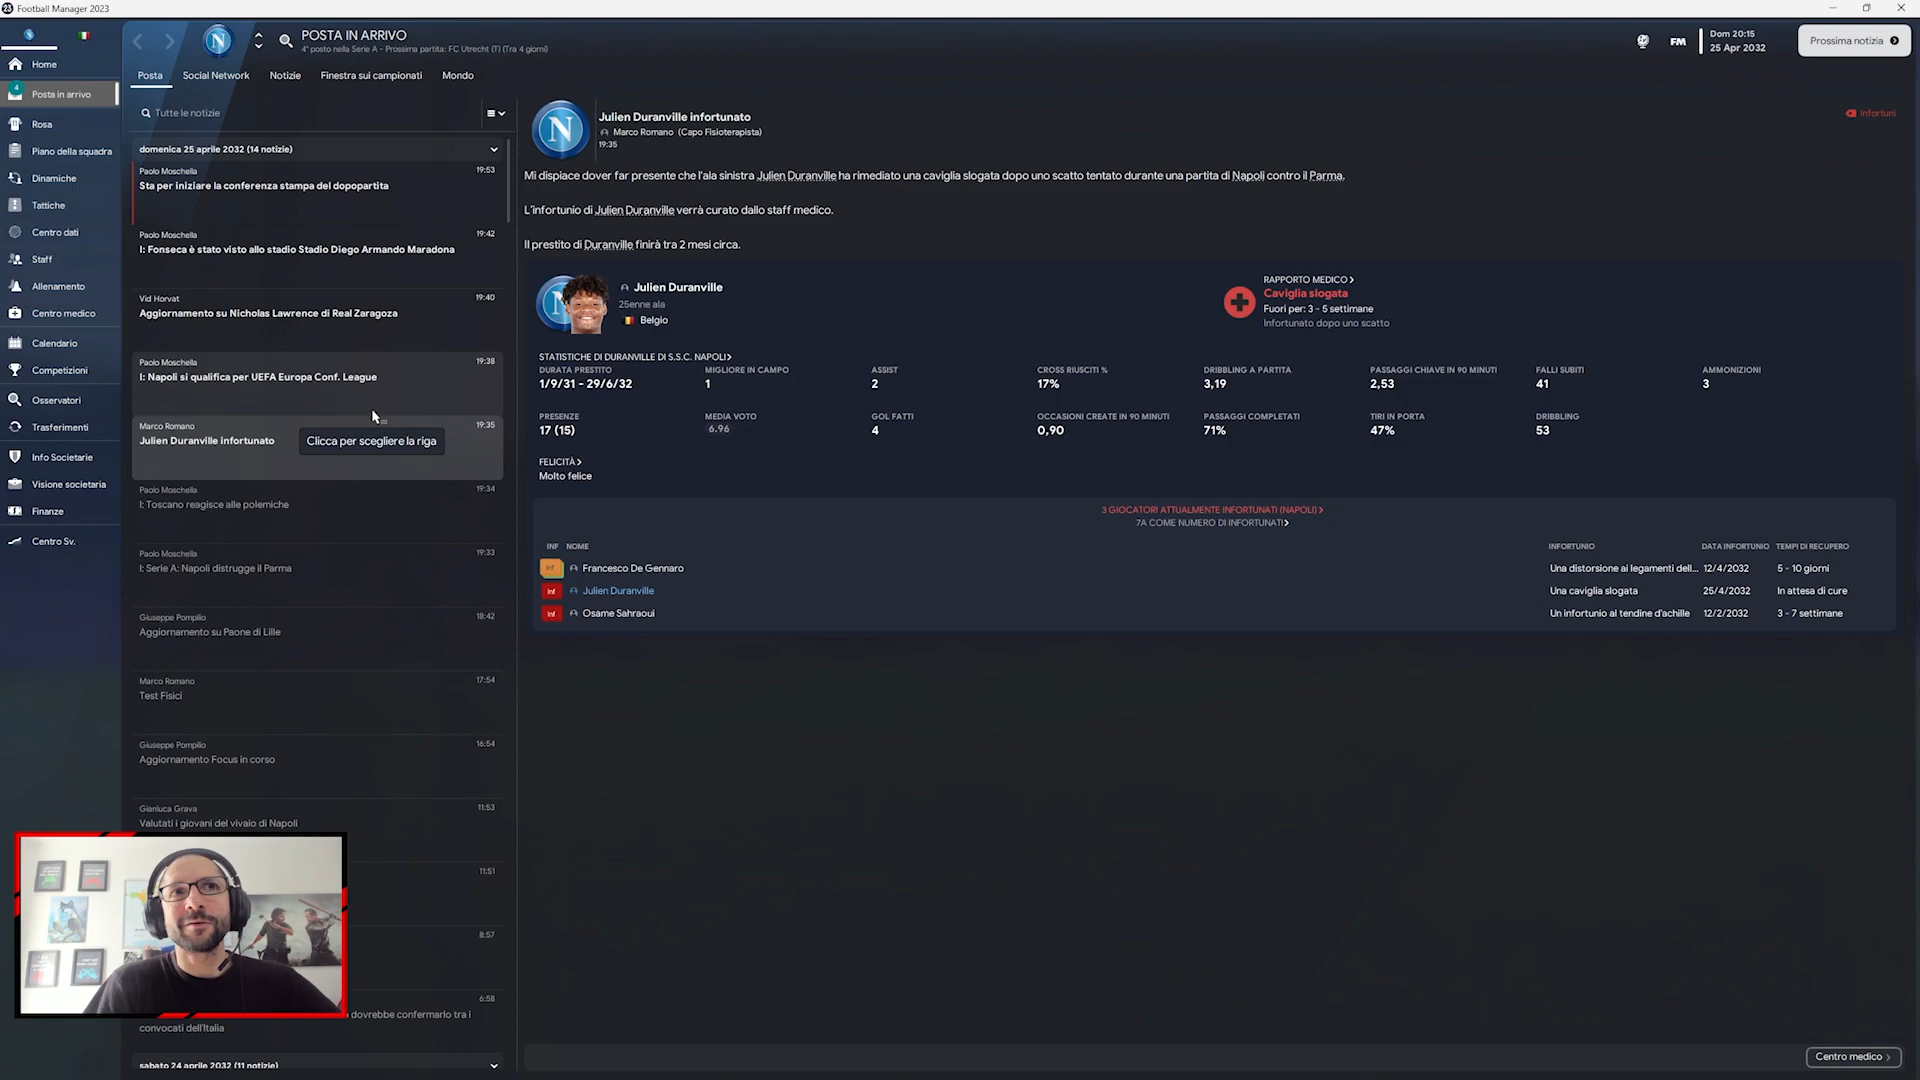 Football Manager 2023
POSTA IN ARRIVO
4° posto nella Serie A - Prossima partita: FC Utrecht (T) (Tra 4 giorni)
FM
Dom 20:15
25 Apr 2032
Prossima notizia
Home
4
Posta in arrivo
Rosa
Piano della squadra
Dinamiche
Tattiche
Centro dati
Staff
Allenamento
Centro medico
Calendario
Competizioni
Osservatori
Trasferimenti
Info Societarie
Visione societaria
Finanze
Centro Sv.
Posta
Social Network
Notizie
Finestra sui campionati
Mondo
Tutte le notizie
domenica 25 aprile 2032 (14 notizie)
Paolo Moschella 19:53
Sta per iniziare la conferenza stampa del dopopartita
Paolo Moschella 19:42
I: Fonseca è stato visto allo stadio Stadio Diego Armando Maradona
Vid Horvat 19:40
Aggiornamento su Nicholas Lawrence di Real Zaragoza
Paolo Moschella 19:38
I: Napoli si qualifica per UEFA Europa Conf. League
Marco Romano 19:35
Julien Duranville infortunato
Clicca per scegliere la riga
Paolo Moschella 19:34
I: Toscano reagisce alle polemiche
Paolo Moschella 19:33
I: Serie A: Napoli distrugge il Parma
Giuseppe Pompilio 18:42
Aggiornamento su Paone di Lille
Marco Romano 17:54
Test Fisici
Giuseppe Pompilio 16:54
Aggiornamento Focus in corso
Gianluca Grava 11:53
Valutati i giovani del vivaio di Napoli
11:51
8:57
6:58
dovrebbe confermarlo tra i
convocati dell'Italia
sabato 24 aprile 2032 (11 notizie)
Julien Duranville infortunato
Marco Romano (Capo Fisioterapista)
19:35
Infortuni
Mi dispiace dover far presente che l'ala sinistra Julien Duranville ha rimediato una caviglia slogata dopo uno scatto tentato durante una partita di Napoli contro il Parma.
L'infortunio di Julien Duranville verrà curato dallo staff medico.
Il prestito di Duranville finirà tra 2 mesi circa.
Julien Duranville
25enne ala
Belgio
RAPPORTO MEDICO
Caviglia slogata
Fuori per: 3 - 5 settimane
Infortunato dopo uno scatto
STATISTICHE DI DURANVILLE DI S.S.C. NAPOLI
DURATA PRESTITO MIGLIORE IN CAMPO ASSIST CROSS RIUSCITI % DRIBBLING A PARTITA PASSAGGI CHIAVE IN 90 MINUTI FALLI SUBITI AMMONIZIONI
1/9/31 - 29/6/32 1 2 17% 3,19 2,53 41 3
PRESENZE MEDIA VOTO GOL FATTI OCCASIONI CREATE IN 90 MINUTI PASSAGGI COMPLETATI TIRI IN PORTA DRIBBLING
17 (15) 6.96 4 0,90 71% 47% 53
FELICITÀ
Molto felice
3 GIOCATORI ATTUALMENTE INFORTUNATI (NAPOLI)
7A COME NUMERO DI INFORTUNATI
INF NOME INFORTUNIO DATA INFORTUNIO TEMPI DI RECUPERO
Inf Francesco De Gennaro Una distorsione ai legamenti dell... 12/4/2032 5 - 10 giorni
Inf Julien Duranville Una caviglia slogata 25/4/2032 In attesa di cure
Inf Osame Sahraoui Un infortunio al tendine d'achille 12/2/2032 3 - 7 settimane
Centro medico